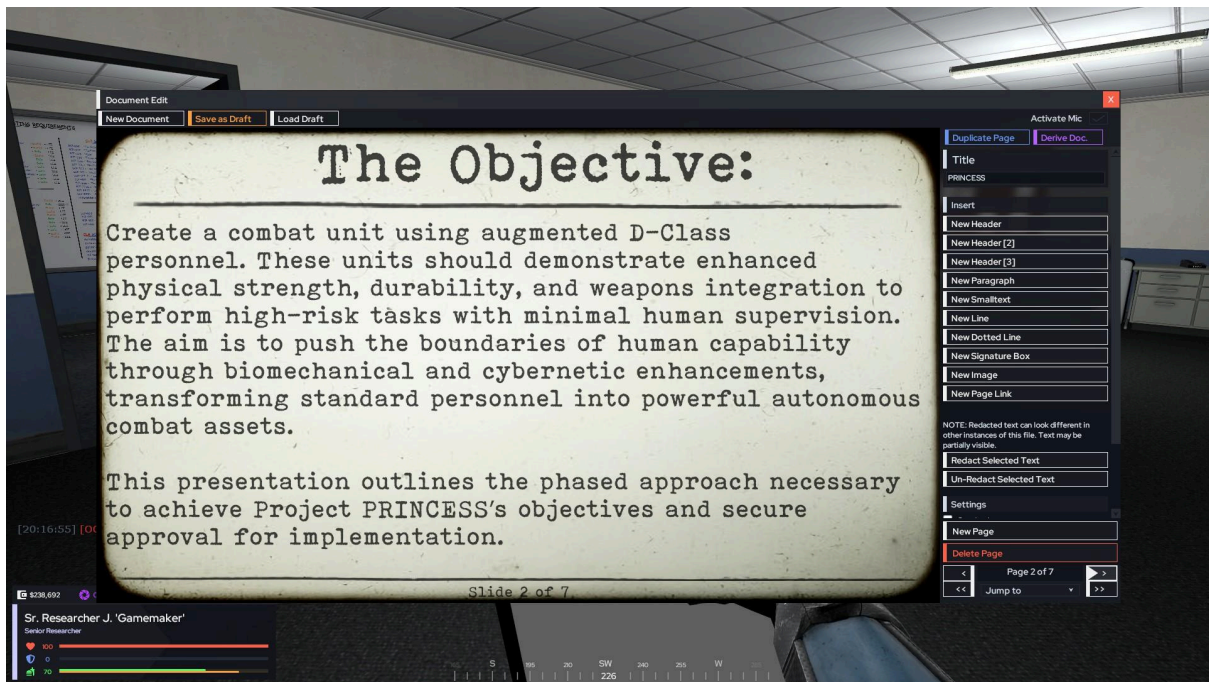 Document Edit
X
New Document
Save as Draft
Load Draft
Activate Mic
The Objective:
Create a combat unit using augmented D-Class
personnel. These units should demonstrate enhanced
physical strength, durability, and weapons integration to
perform high-risk tasks with minimal human supervision.
The aim is to push the boundaries of human capability
through biomechanical and cybernetic enhancements,
transforming standard personnel into powerful autonomous
combat assets.
This presentation outlines the phased approach necessary
to achieve Project PRINCESS's objectives and secure
approval for implementation.
Slide 2 of 7
Duplicate Page
Derive Doc.
Title
PRINCESS
Insert
New Header
New Header [2]
New Header [3]
New Paragraph
New Smalltext
New Line
New Dotted Line
New Signature Box
New Image
New Page Link
NOTE: Redacted text can look different in
other instances of this file. Text may be
partially visible.
Redact Selected Text
Un-Redact Selected Text
Settings
New Page
Delete Page
< Page 2 of 7 >
<< Jump to >>
[20:16:55]
$238,692
Sr. Researcher J. 'Gamemaker'
Senior Researcher
100
0
70
S 195 210 SW 240 255 W
226